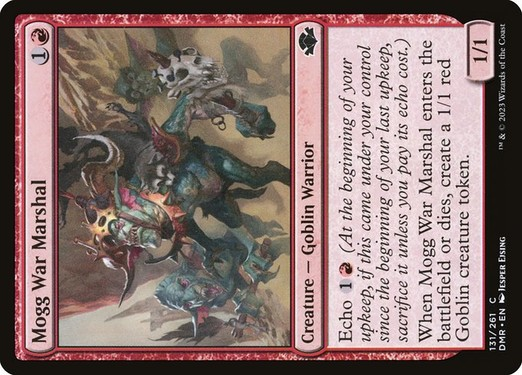 Mogg War Marshal 1
Creature — Goblin Warrior
Echo 1 (At the beginning of your
upkeep, if this came under your control
since the beginning of your last upkeep,
sacrifice it unless you pay its echo cost.)
When Mogg War Marshal enters the
battlefield or dies, create a 1/1 red
Goblin creature token.
1/1
131/261 C
DMR • EN JESPER EJSING
™ & © 2023 Wizards of the Coast